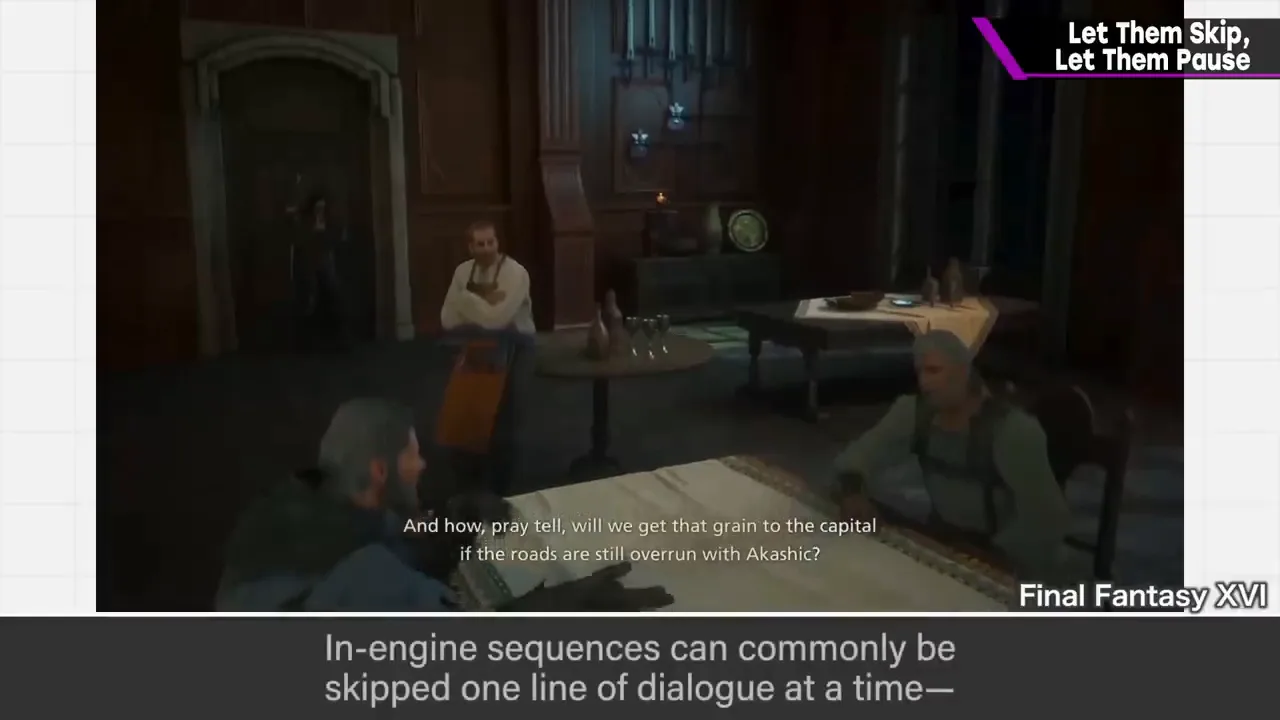 Let Them Skip,
Let Them Pause
And how, pray tell, will we get that grain to the capital
if the roads are still overrun with Akashic?
Final Fantasy XVI
In-engine sequences can commonly be
skipped one line of dialogue at a time—